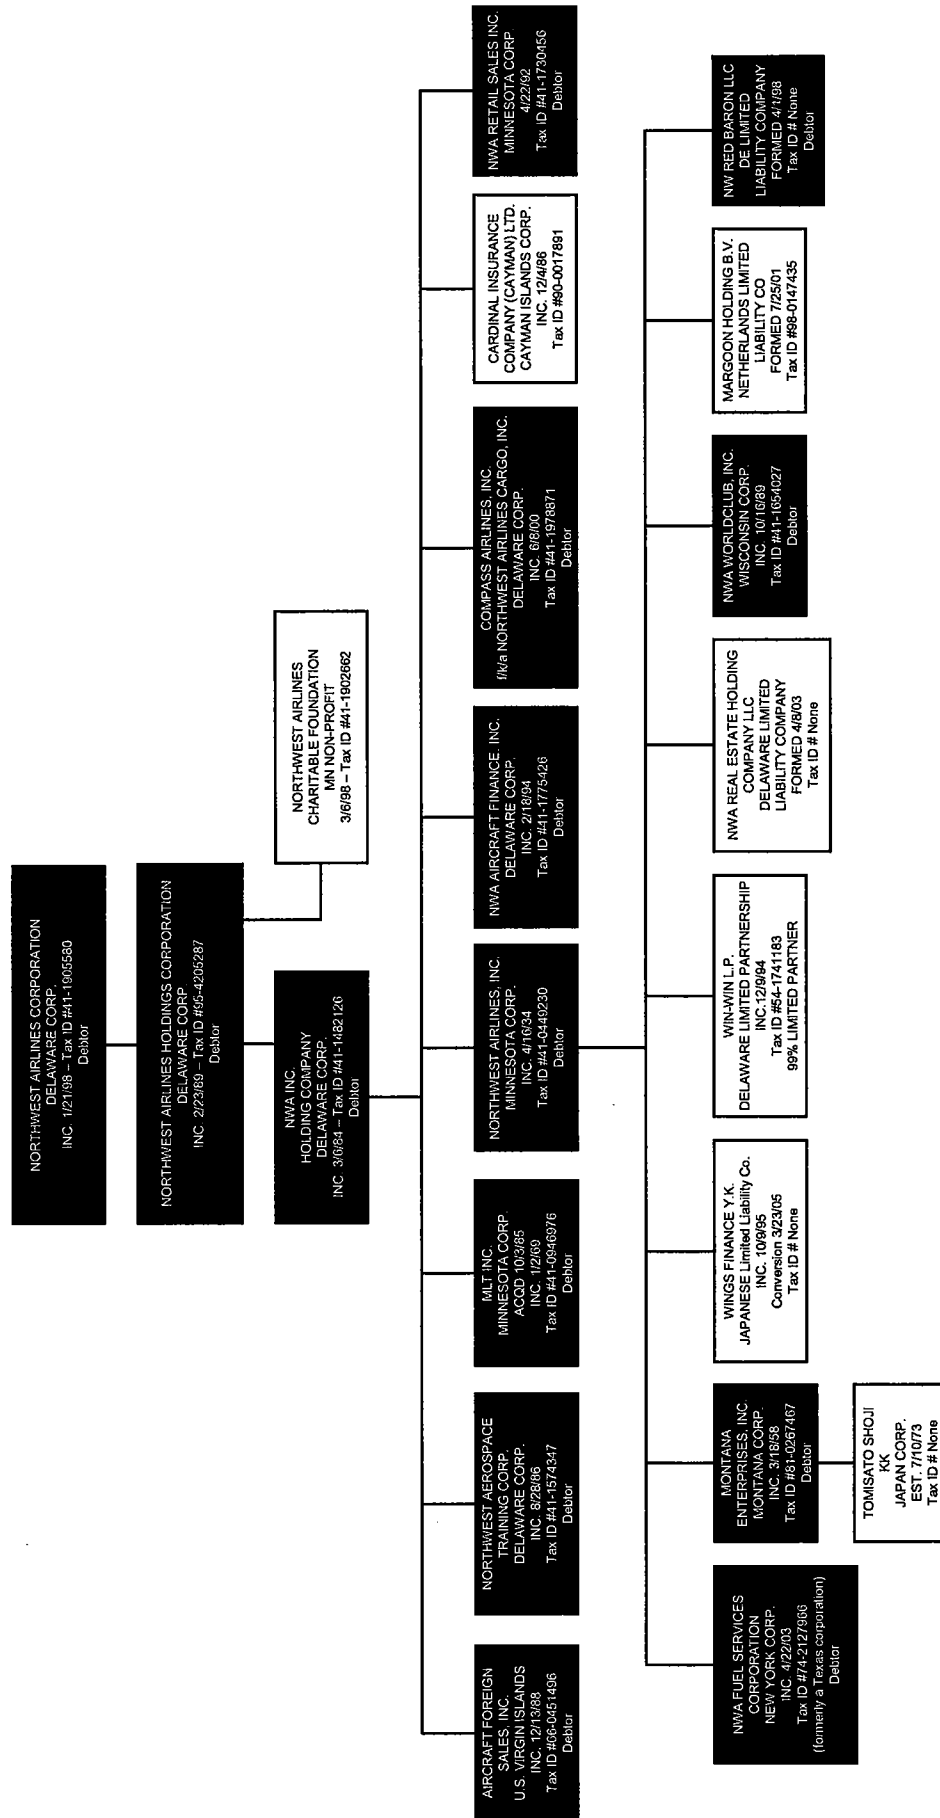 NORTHWEST AIRLINES CORPORATION
DELAWARE CORP.
INC. 1/21/98 – Tax ID #41-1905580
Debtor
NORTHWEST AIRLINES HOLDINGS CORPORATION
DELAWARE CORP.
INC. 2/23/89 – Tax ID #95-4205287
Debtor
NORTHWEST AIRLINES
CHARITABLE FOUNDATION
MN NON-PROFIT
3/6/98 – Tax ID #41-1902662
NWA INC.
HOLDING COMPANY
DELAWARE CORP.
INC. 3/6/84 – Tax ID #41-1482126
Debtor
AIRCRAFT FOREIGN
SALES, INC.
U.S. VIRGIN ISLANDS
INC. 12/13/88
Tax ID #66-0451496
Debtor
NORTHWEST AEROSPACE
TRAINING CORP.
DELAWARE CORP.
INC. 8/28/86
Tax ID #41-1574347
Debtor
MLT INC.
MINNESOTA CORP.
ACQD 10/3/85
INC. 1/2/69
Tax ID #41-0946976
Debtor
NORTHWEST AIRLINES, INC.
MINNESOTA CORP.
INC. 4/16/34
Tax ID #41-0449230
Debtor
NWA AIRCRAFT FINANCE, INC.
DELAWARE CORP.
INC. 2/18/94
Tax ID #41-1775426
Debtor
COMPASS AIRLINES, INC.
f/k/a NORTHWEST AIRLINES CARGO, INC.
DELAWARE CORP.
INC. 6/8/00
Tax ID #41-1978871
Debtor
CARDINAL INSURANCE
COMPANY (CAYMAN) LTD.
CAYMAN ISLANDS CORP.
INC. 12/4/86
Tax ID #90-0017891
NWA RETAIL SALES INC.
MINNESOTA CORP.
4/22/92
Tax ID #41-1730456
Debtor
NWA FUEL SERVICES
CORPORATION
NEW YORK CORP.
INC. 4/22/03
Tax ID #74-2127966
(formerly a Texas corporation)
Debtor
MONTANA
ENTERPRISES, INC.
MONTANA CORP.
INC. 3/18/58
Tax ID #81-0267467
Debtor
WINGS FINANCE Y.K.
JAPANESE Limited Liability Co.
INC. 10/9/95
Conversion 3/23/05
Tax ID # None
WIN-WIN L.P.
DELAWARE LIMITED PARTNERSHIP
INC.12/9/94
Tax ID #54-1741183
99% LIMITED PARTNER
NWA REAL ESTATE HOLDING
COMPANY LLC
DELAWARE LIMITED
LIABILITY COMPANY
FORMED 4/8/03
Tax ID # None
NWA WORLDCLUB, INC.
WISCONSIN CORP.
INC. 10/16/89
Tax ID #41-1654027
Debtor
MARGOON HOLDING B.V.
NETHERLANDS LIMITED
LIABILITY CO
FORMED 7/25/01
Tax ID #98-0147435
NW RED BARON LLC
DE LIMITED
LIABILITY COMPANY
FORMED 4/1/98
Tax ID # None
Debtor
TOMISATO SHOJI
KK
JAPAN CORP.
EST. 7/10/73
Tax ID # None